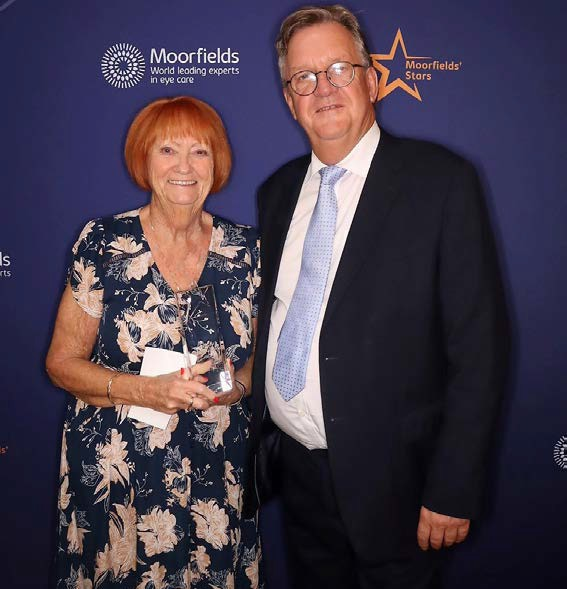 Moorfields
World leading experts
in eye care
Moorfields'
Stars